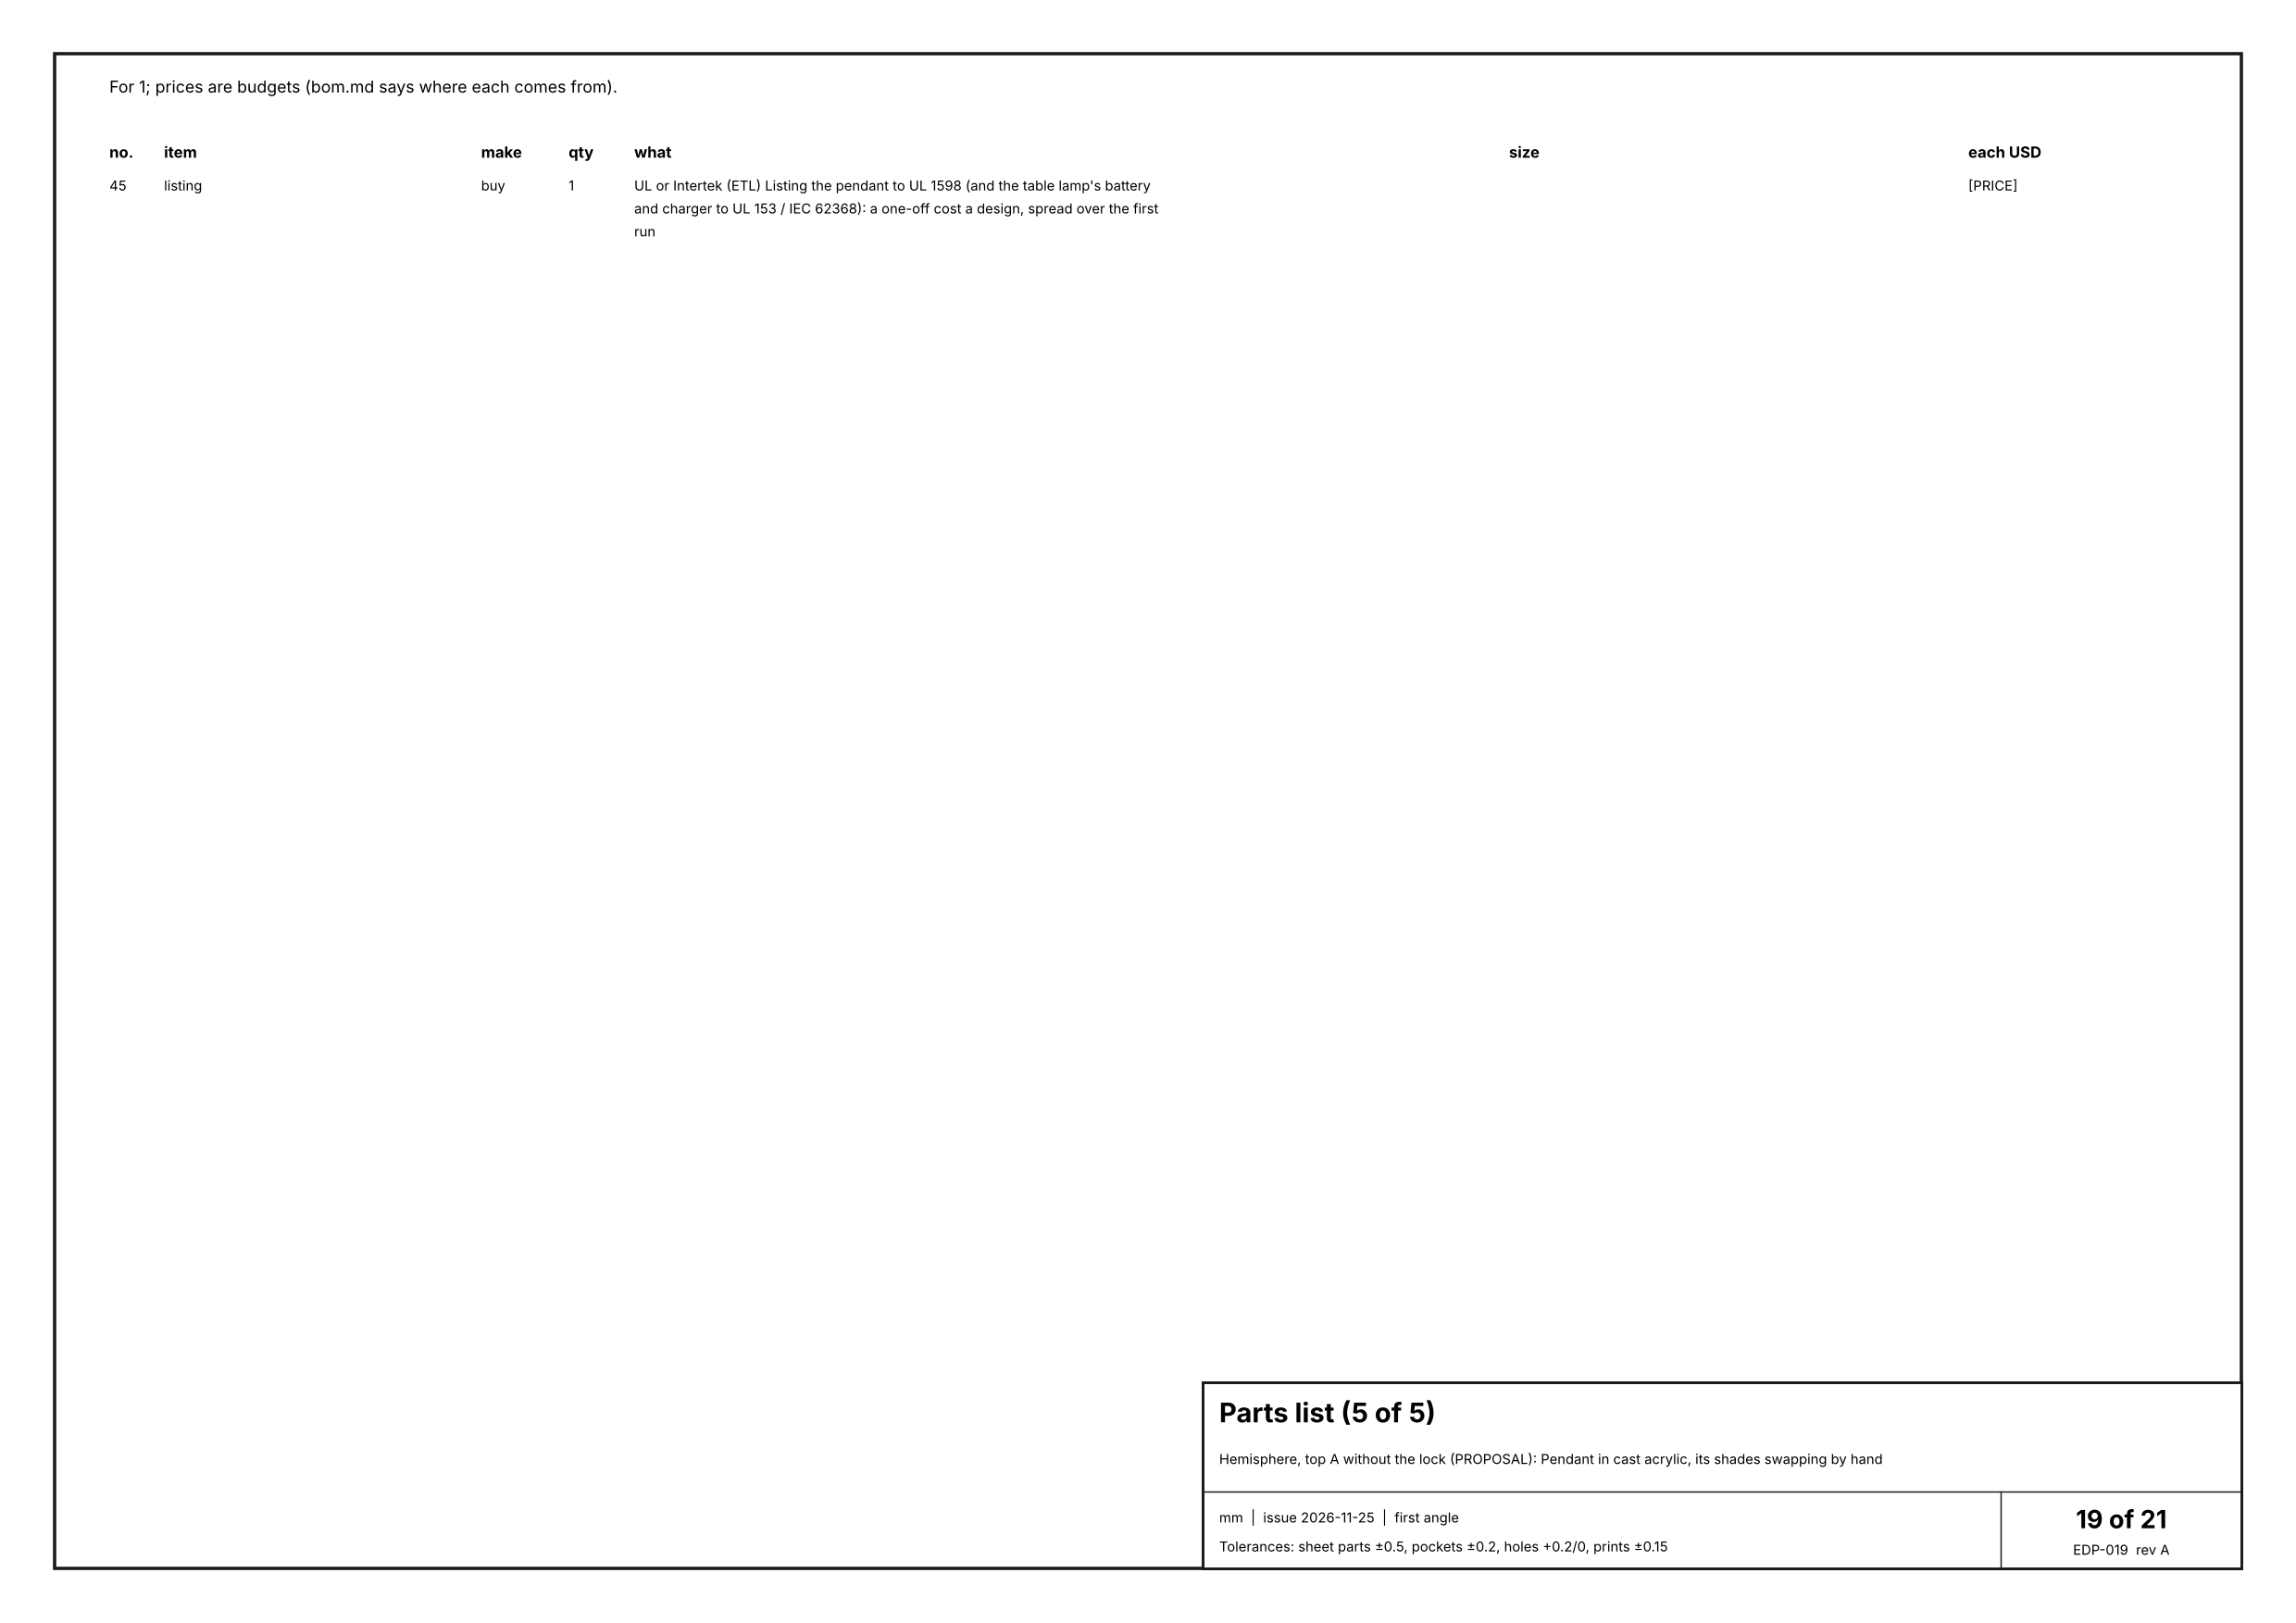 For 1; prices are budgets (bom.md says where each comes from).
no. item make qty what size each USD
45 listing buy 1 UL or Intertek (ETL) Listing the pendant to UL 1598 (and the table lamp's battery [PRICE]
and charger to UL 153 / IEC 62368): a one-off cost a design, spread over the first
run
Parts list (5 of 5)
Hemisphere, top A without the lock (PROPOSAL): Pendant in cast acrylic, its shades swapping by hand
mm | issue 2026-11-25 | first angle
Tolerances: sheet parts ±0.5, pockets ±0.2, holes +0.2/0, prints ±0.15
19 of 21
EDP-019 rev A